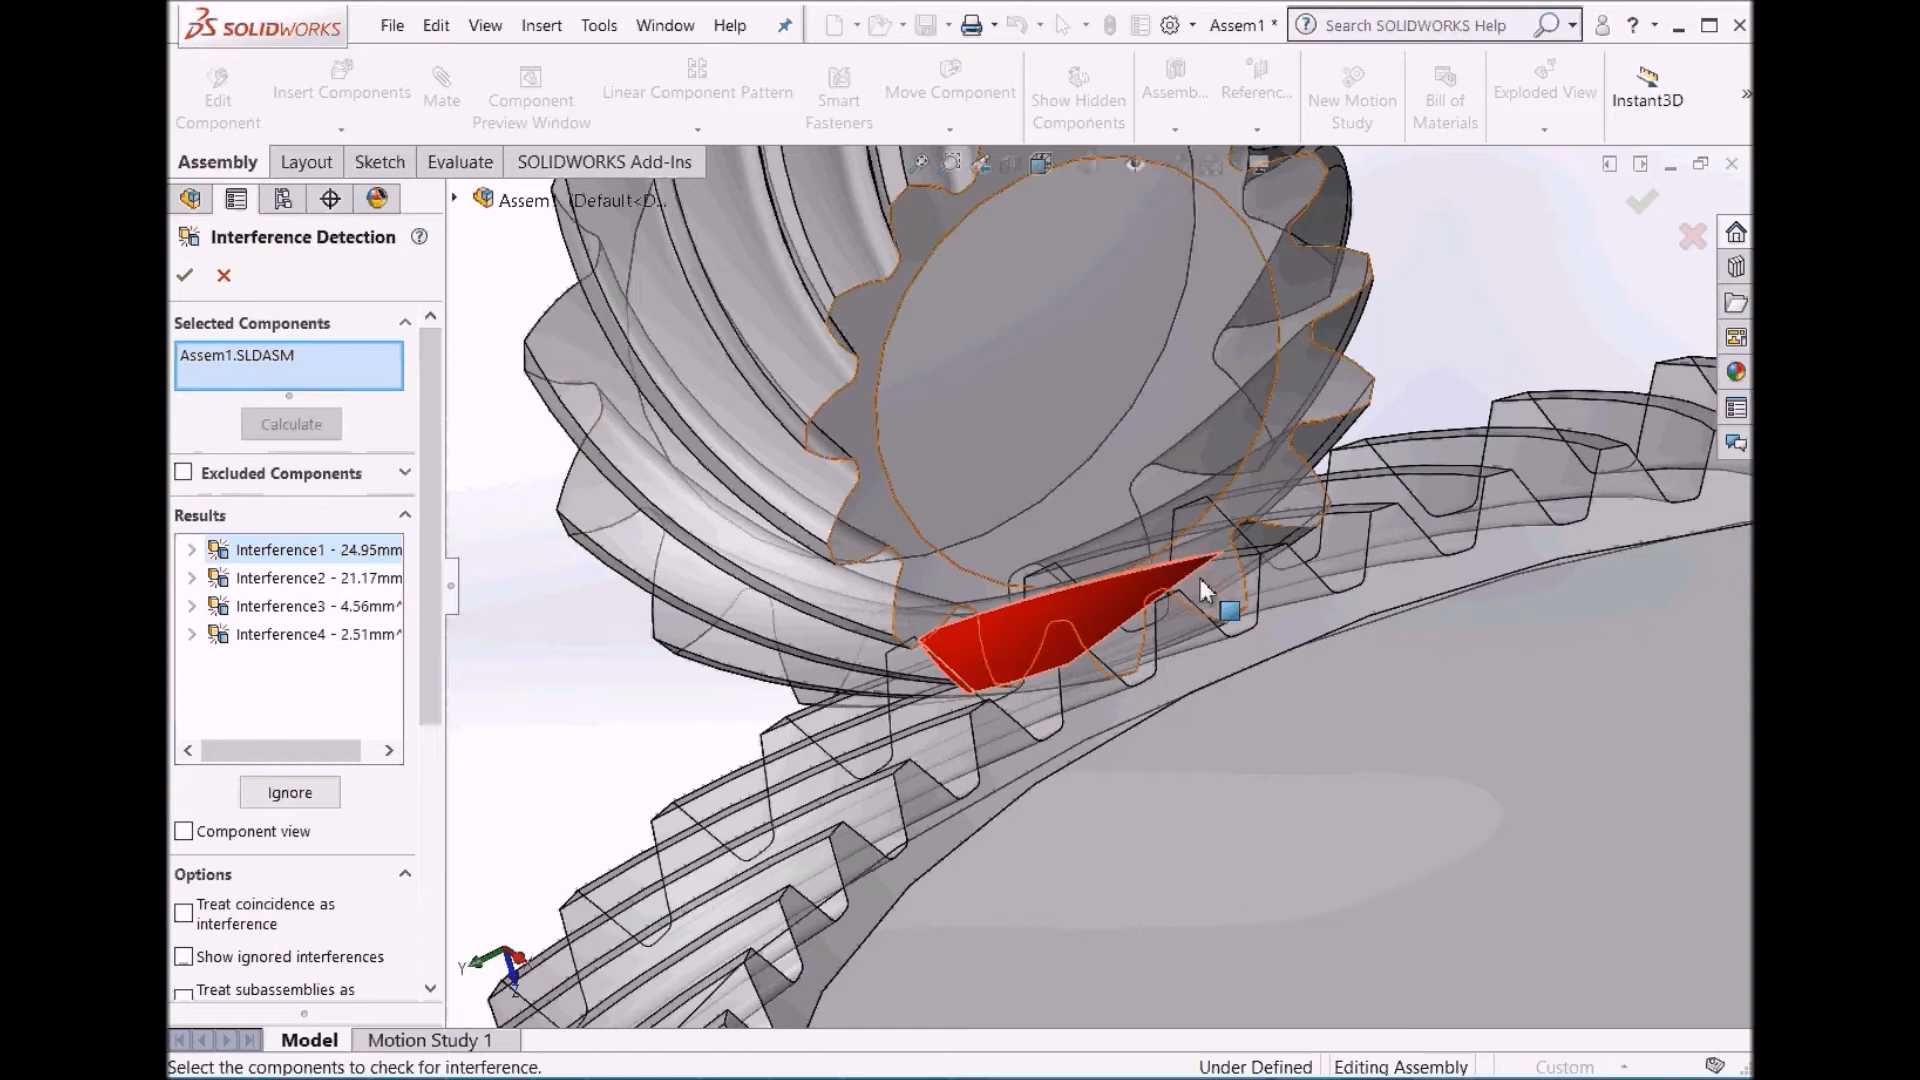 SOLIDWORKS File Edit View Insert Tools Window Help Assem1 * Search SOLIDWORKS Help ?
Edit Component
Insert Components
Mate
Component Preview Window
Linear Component Pattern
Smart Fasteners
Move Component
Show Hidden Components
Assemb...
Referenc...
New Motion Study
Bill of Materials
Exploded View
Instant3D
Assembly Layout Sketch Evaluate SOLIDWORKS Add-Ins
Assem (Default<D...
Interference Detection
Selected Components
Assem1.SLDASM
Calculate
Excluded Components
Results
Interference1 - 24.95mm
Interference2 - 21.17mm
Interference3 - 4.56mm^
Interference4 - 2.51mm^
Ignore
Component view
Options
Treat coincidence as
interference
Show ignored interferences
Treat subassemblies as
Y
Z
Model Motion Study 1
Select the components to check for interference. Under Defined Editing Assembly Custom